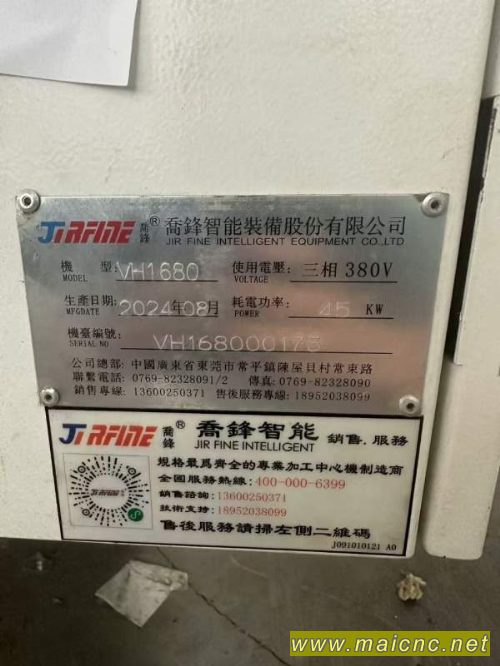 JIRFINE 喬鋒® 喬鋒智能裝備股份有限公司
JIR FINE INTELLIGENT EQUIPMENT CO.,LTD
機型 MODEL VH1680 使用電壓: VOLTAGE 三相 380V
生產日期: MFGDATE 2024年08月 耗電功率: POWER 45 KW
機臺編號: SERIAL NO
公司總部: 中國廣東省東莞市常平鎮陳屋貝村常東路
聯繫電話: 0769-82328091/2 傳真: 0769-82328090
銷售專線: 13600250371 售後服務專線: 18952038099
JIRFINE 喬鋒® 喬鋒智能 銷售.服務
JIR FINE INTELLIGENT
規格最爲齊全的專業加工中心機制造商
全國服務熱線: 400-000-6399
銷售諮詢: 13600250371
技術支持: 18952038099
售後服務請掃左側二維碼
J091010121 A0
www.maicnc.net